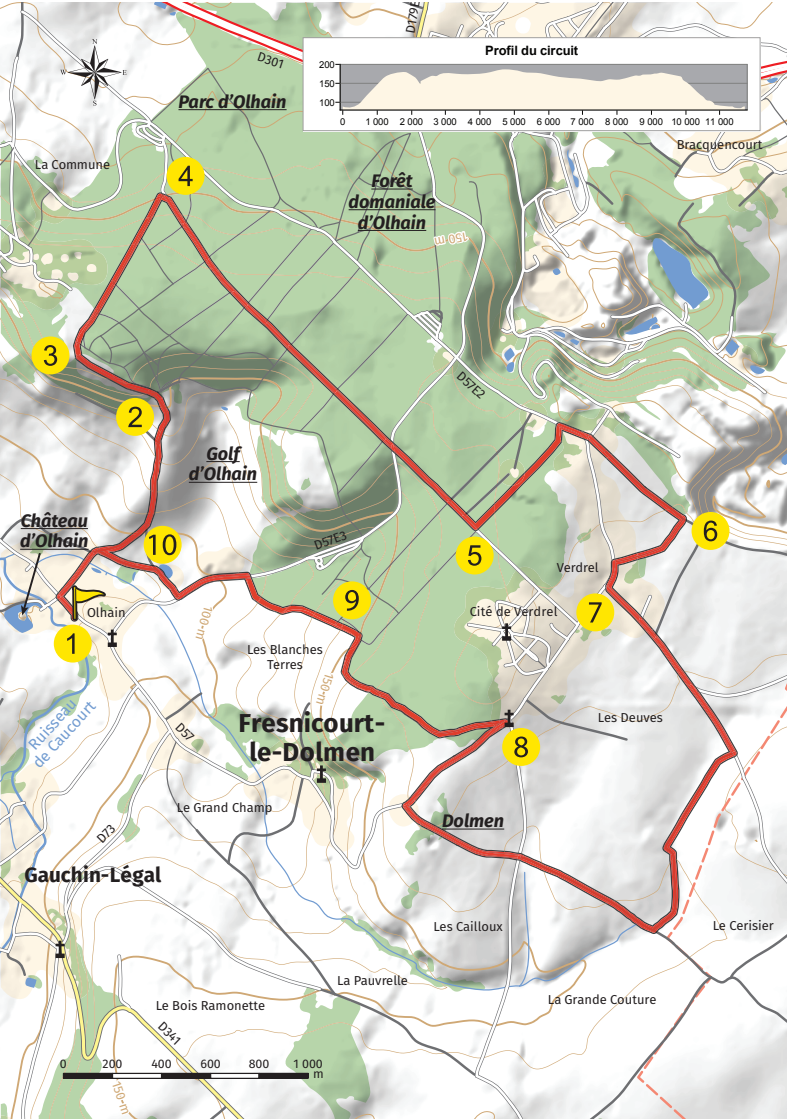 D179E
D301
Profil du circuit
200
150
100
0 1 000 2 000 3 000 4 000 5 000 6 000 7 000 8 000 9 000 10 000 11 000
N
W E
S
Parc d'Olhain
La Commune
Bracquencourt
4
Forêt
domaniale
d'Olhain
150 m
3
D57E2
2
Golf
d'Olhain
Château
d'Olhain
10
D57E3
5
6
Verdrel
9
7
Cité de Verdrel
Olhain
1
100-m
Les Blanches
Terres
150-m
Ruisseau
de Caucourt
D57
Fresnicourt-
le-Dolmen
8
Les Deuves
Le Grand Champ
Dolmen
D73
Gauchin-Légal
Les Cailloux
Le Cerisier
La Pauvrelle
La Grande Couture
Le Bois Ramonette
D341
150-m
0 200 400 600 800 1 000
m